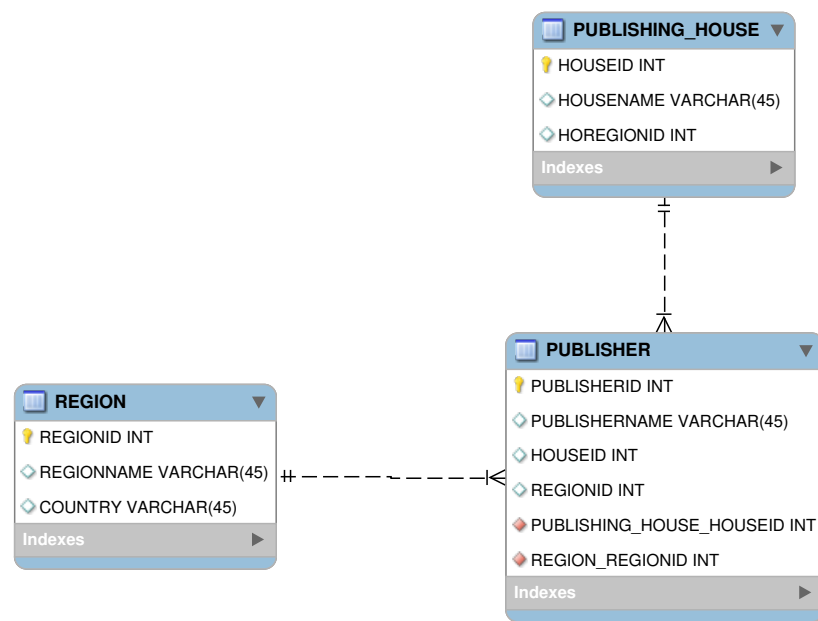 PUBLISHING_HOUSE
HOUSEID INT
HOUSENAME VARCHAR(45)
HOREGIONID INT
Indexes
PUBLISHER
PUBLISHERID INT
PUBLISHERNAME VARCHAR(45)
HOUSEID INT
REGIONID INT
PUBLISHING_HOUSE_HOUSEID INT
REGION_REGIONID INT
Indexes
REGION
REGIONID INT
REGIONNAME VARCHAR(45)
COUNTRY VARCHAR(45)
Indexes